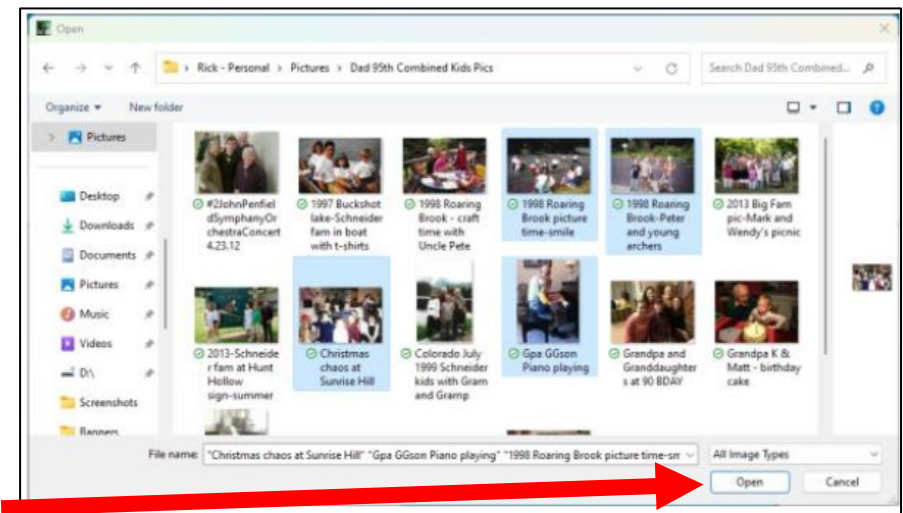 Open
Rick - Personal > Pictures > Dad 95th Combined Kids Pics
Search Dad 95th Combined...
Organize
New folder
Pictures
Desktop
Downloads
Documents
Pictures
Music
Videos
D:\
Screenshots
Banners
#2JohnPenfiel
dSymphanyOr
chestraConcert
4.23.12
1997 Buckshot
lake-Schneider
fam in boat
with t-shirts
1998 Roaring
Brook - craft
time with
Uncle Pete
1998 Roaring
Brook picture
time-smile
1998 Roaring
Brook-Peter
and young
archers
2013 Big Fam
pic-Mark and
Wendy's picnic
2013-Schneide
r fam at Hunt
Hollow
sign-summer
Christmas
chaos at
Sunrise Hill
Colorado July
1999 Schneider
kids with Gram
and Gramp
Gpa GGson
Piano playing
Grandpa and
Granddaughter
s at 90 BDAY
Grandpa K &
Matt - birthday
cake
File name:
"Christmas chaos at Sunrise Hill" "Gpa GGson Piano playing" "1998 Roaring Brook picture time-sm
All Image Types
Open
Cancel